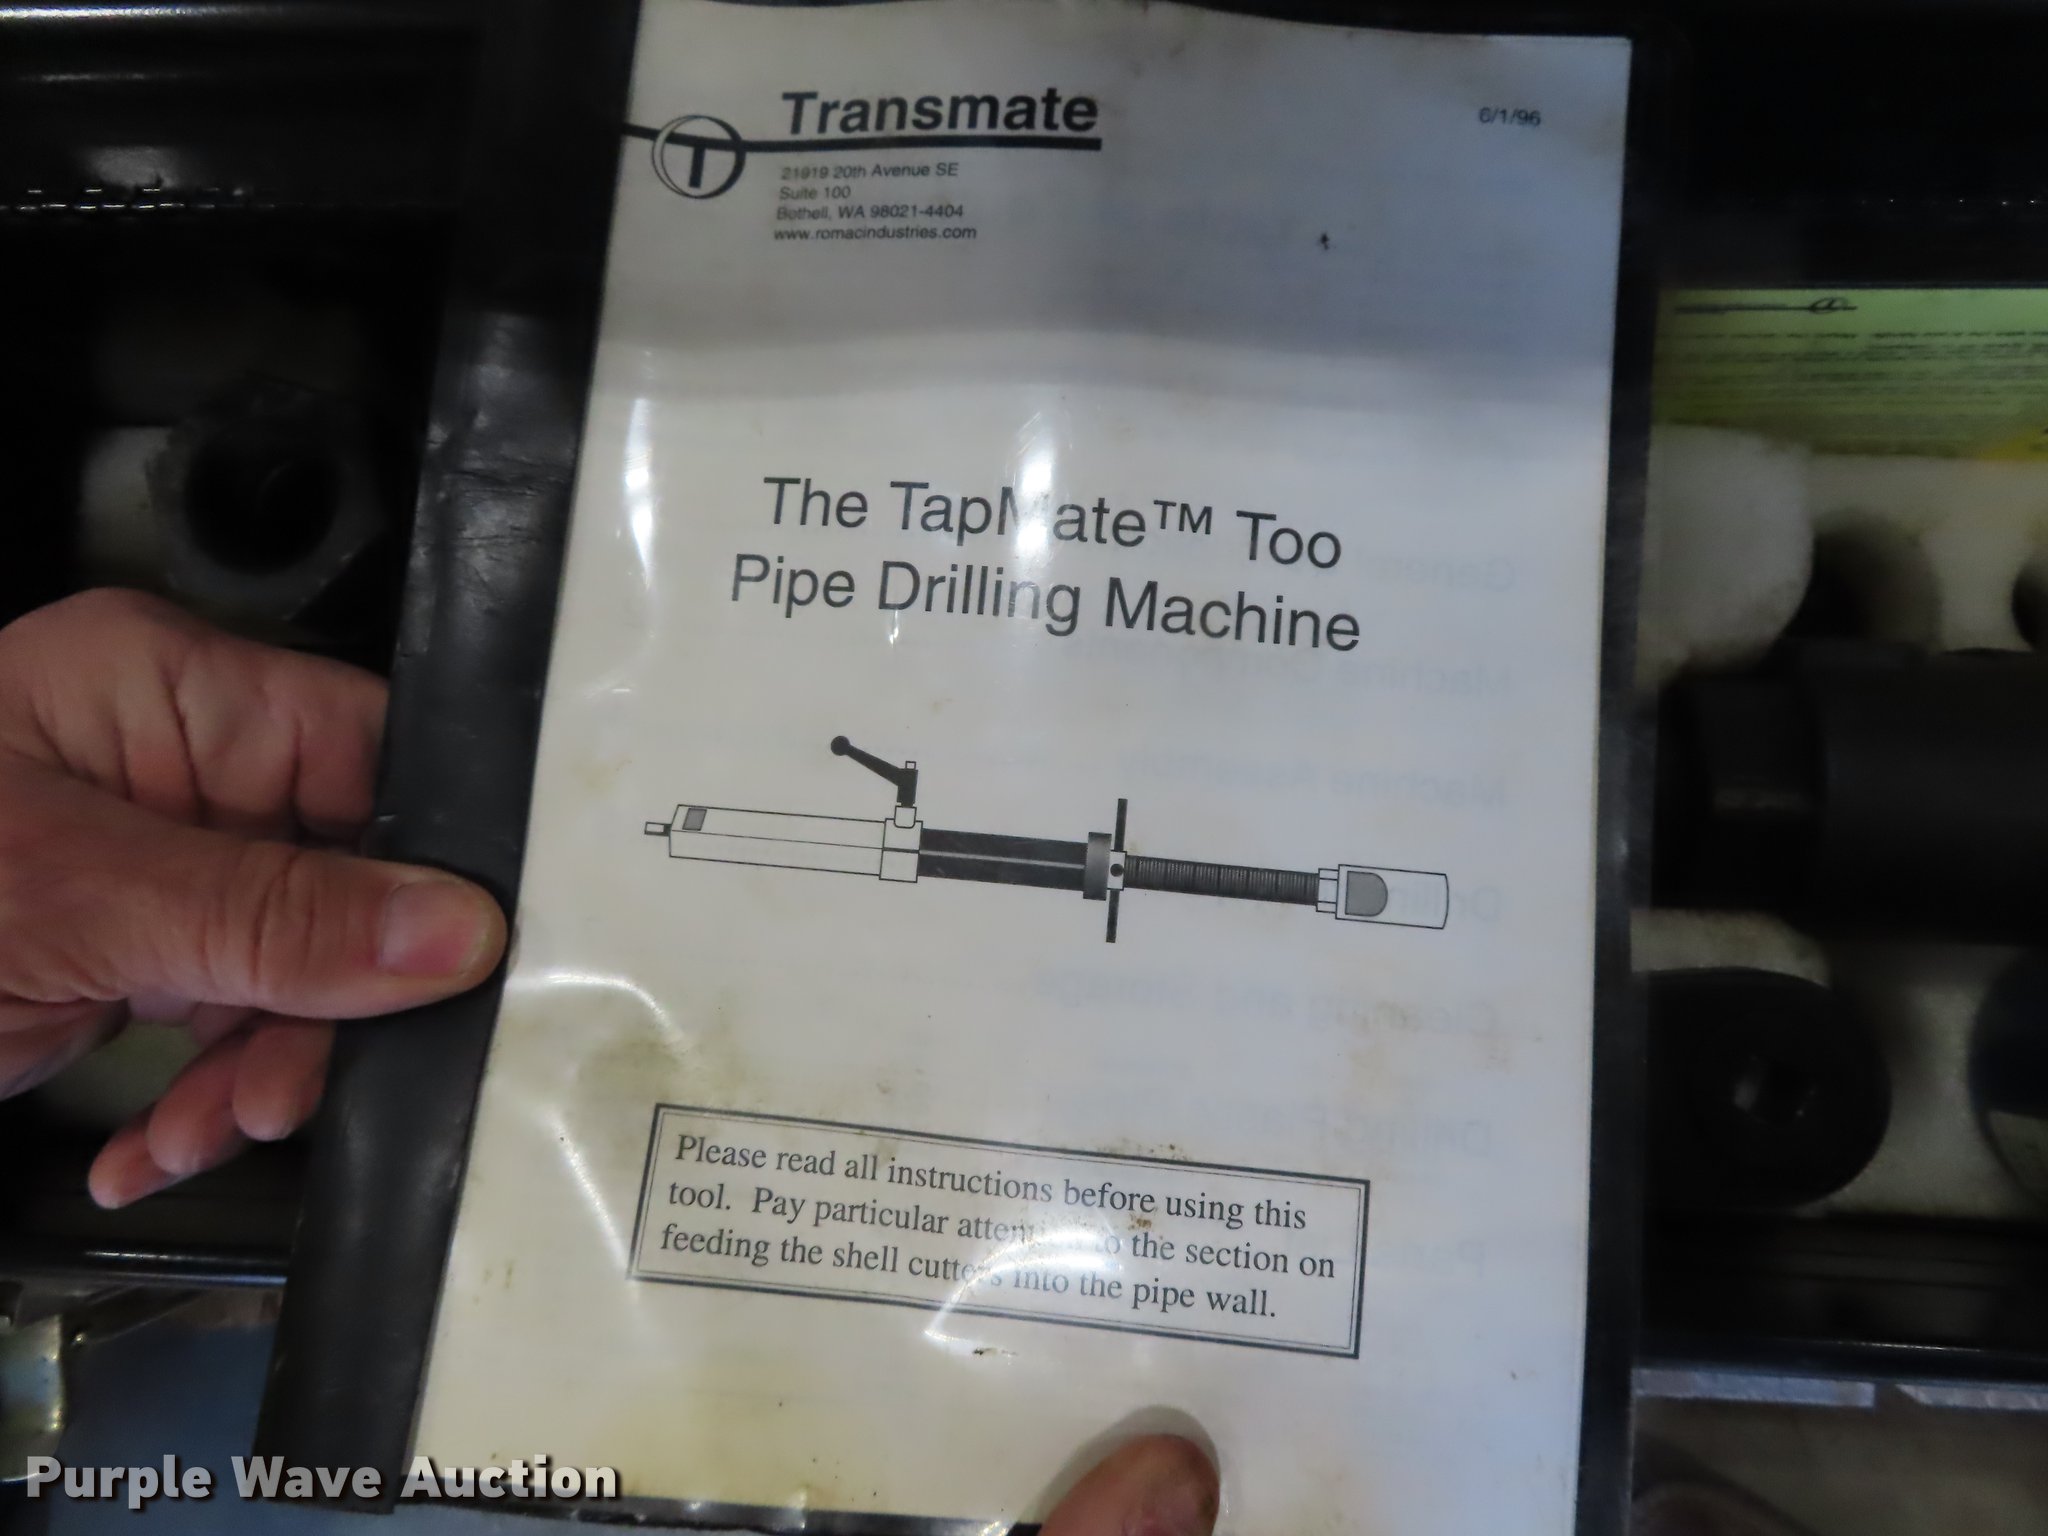 Transmate
6/1/96
T
21919 20th Avenue SE
Suite 100
Bothell, WA 98021-4404
www.romacindustries.com
The TapMate™ Too
Pipe Drilling Machine
Please read all instructions before using this
tool. Pay particular attention to the section on
feeding the shell cutters into the pipe wall.
Purple Wave Auction